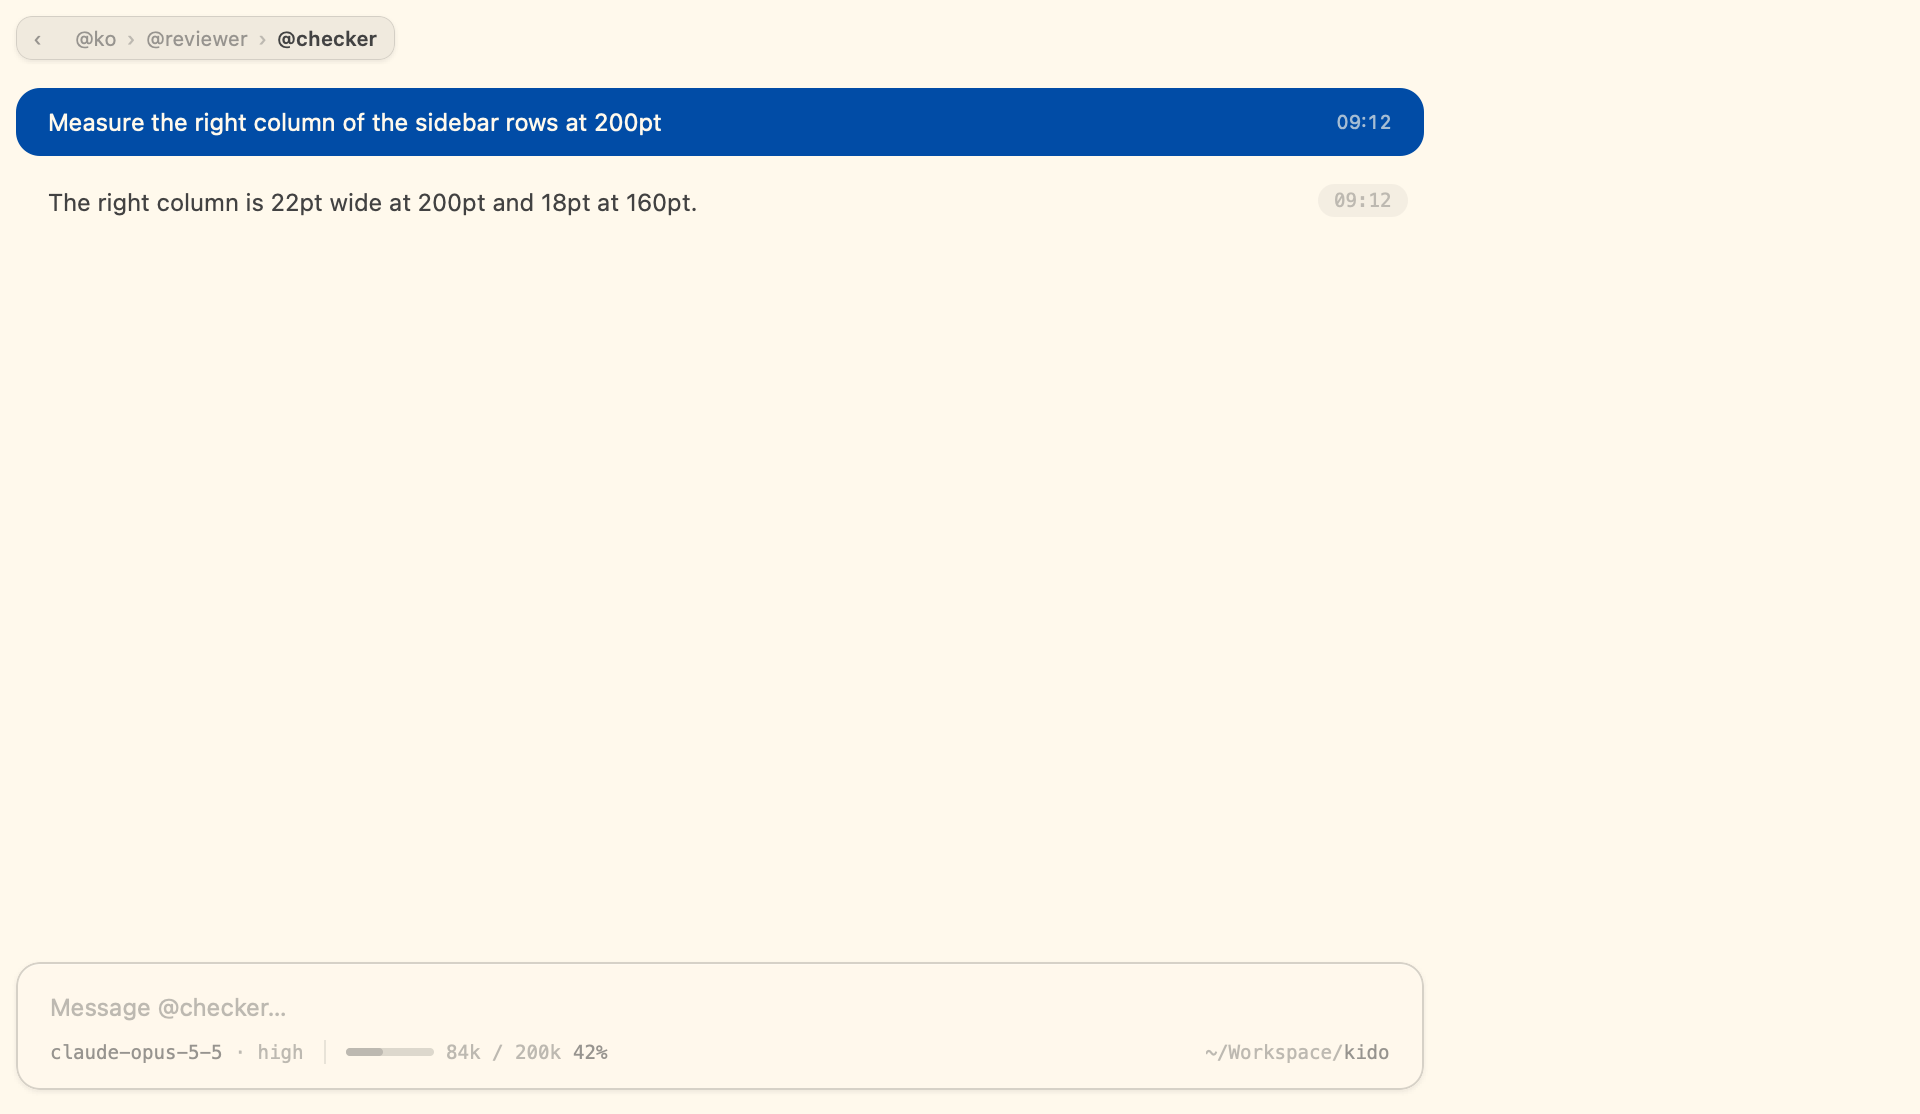 ‹ @ko › @reviewer › @checker
Measure the right column of the sidebar rows at 200pt 09:12
The right column is 22pt wide at 200pt and 18pt at 160pt. 09:12
Message @checker…
claude-opus-5-5 · high 84k / 200k 42% ~/Workspace/kido